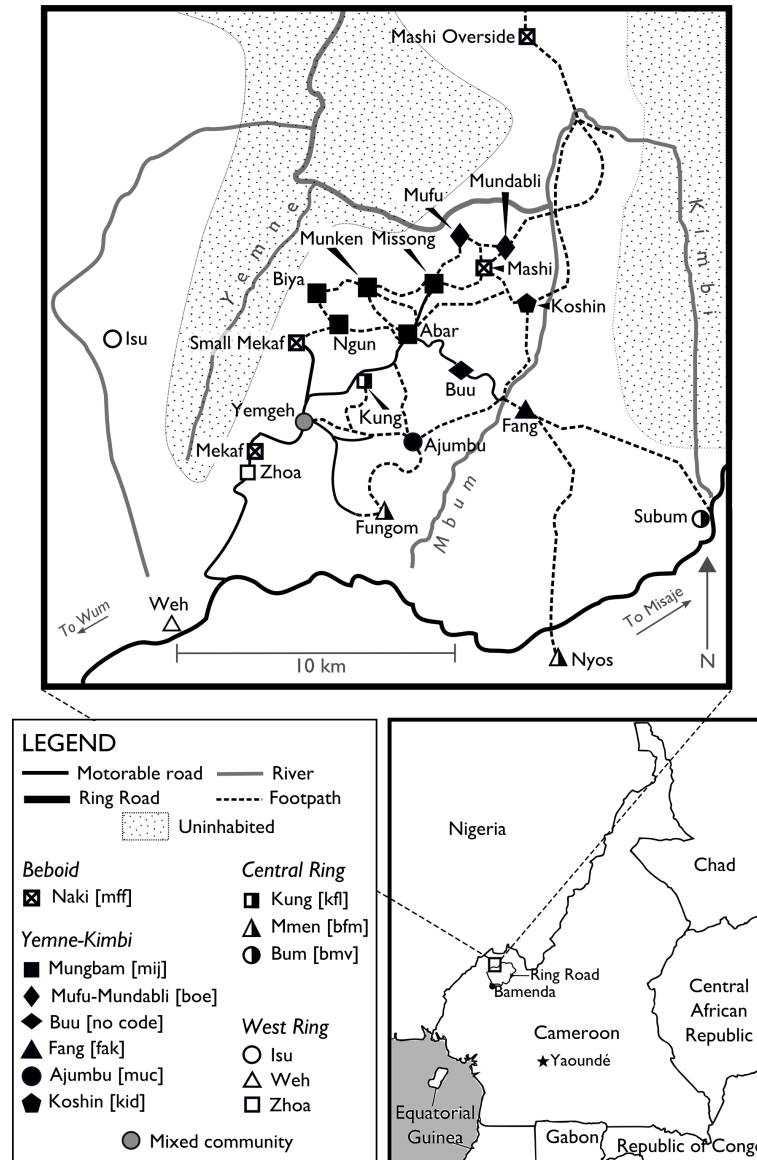 Mashi Overside
Mundabli
Mufu
Kimbi
Yemne
Munken
Missong
Mashi
Biya
Koshin
Isu
Small Mekaf
Ngun
Abar
Buu
Yemgeh
Kung
Fang
Ajumbu
Mekaf
Zhoa
Mbum
Subum
Fungom
Weh
To Wum
To Misaje
10 km
Nyos
N
LEGEND
Motorable road
River
Ring Road
Footpath
Uninhabited
Beboid
Naki [mff]
Yemne-Kimbi
Mungbam [mij]
Mufu-Mundabli [boe]
Buu [no code]
Fang [fak]
Ajumbu [muc]
Koshin [kid]
Central Ring
Kung [kfl]
Mmen [bfm]
Bum [bmv]
West Ring
Isu
Weh
Zhoa
Mixed community
Nigeria
Chad
Ring Road
Bamenda
Central
African
Republic
Cameroon
Yaoundé
Equatorial
Guinea
Gabon
Republic of Congo